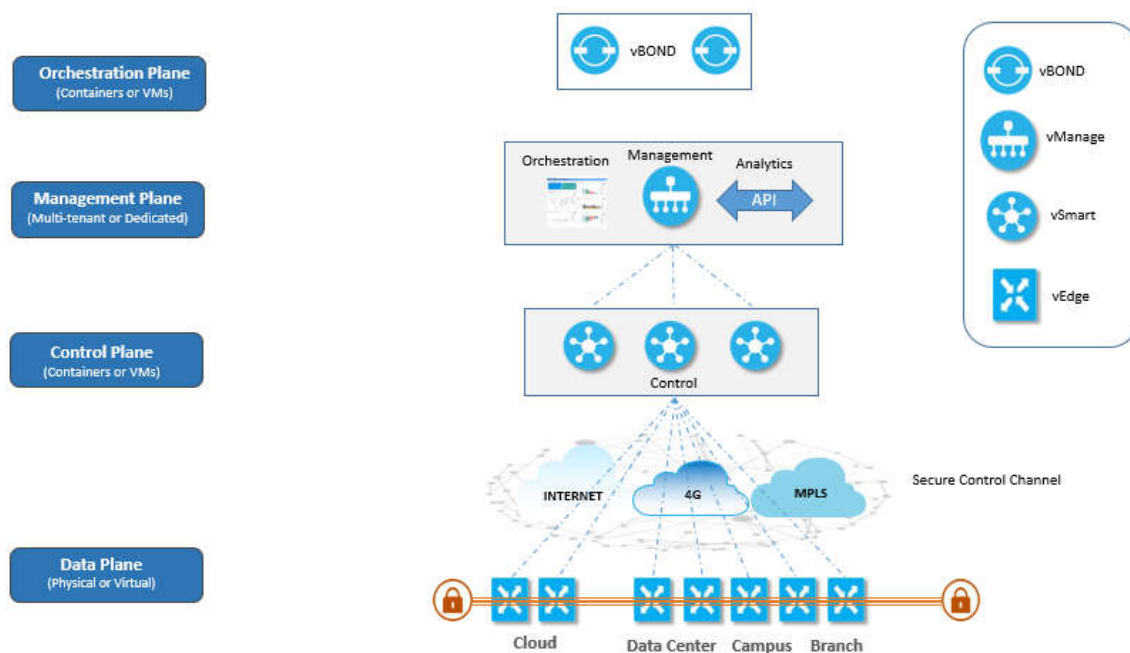 vBOND
Orchestration Plane
(Containers or VMs)
vBOND
vManage
Orchestration
Management
Analytics
API
Management Plane
(Multi-tenant or Dedicated)
vSmart
vEdge
Control Plane
(Containers or VMs)
Control
INTERNET
4G
MPLS
Secure Control Channel
Data Plane
(Physical or Virtual)
Cloud
Data Center
Campus
Branch